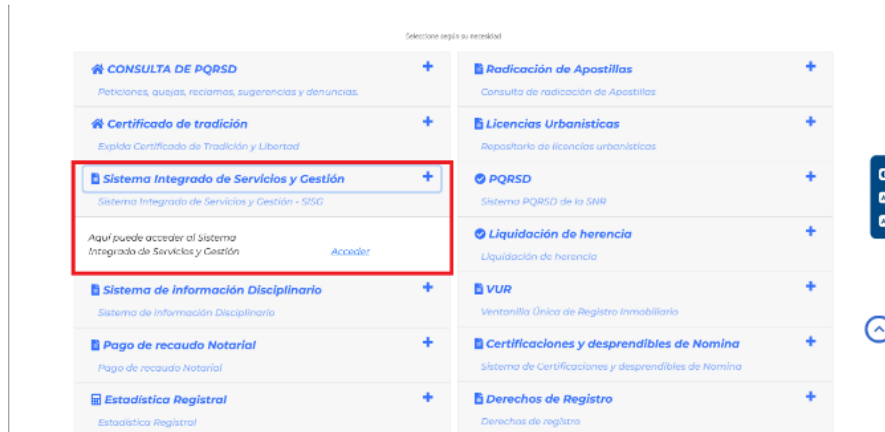 Seleccione según su necesidad
CONSULTA DE PQRSD
Peticiones, quejas, reclamos, sugerencias y denuncias.
Certificado de tradición
Expida Certificado de Tradición y Libertad
Sistema Integrado de Servicios y Gestión
Sistema Integrado de Servicios y Gestión - SISG
Aquí puede acceder al Sistema
Integrado de Servicios y Gestión Acceder
Sistema de información Disciplinario
Sistema de información Disciplinario
Pago de recaudo Notarial
Pago de recaudo Notarial
Estadística Registral
Estadística Registral
Radicación de Apostillas
Consulta de radicación de Apostillas
Licencias Urbanisticas
Repositorio de licencias urbanísticas
PQRSD
Sistema PQRSD de la SNR
Liquidación de herencia
Liquidación de herencia
VUR
Ventanilla Única de Registro Inmobiliario
Certificaciones y desprendibles de Nomina
Sistema de Certificaciones y desprendibles de Nomina
Derechos de Registro
Derechos de registro